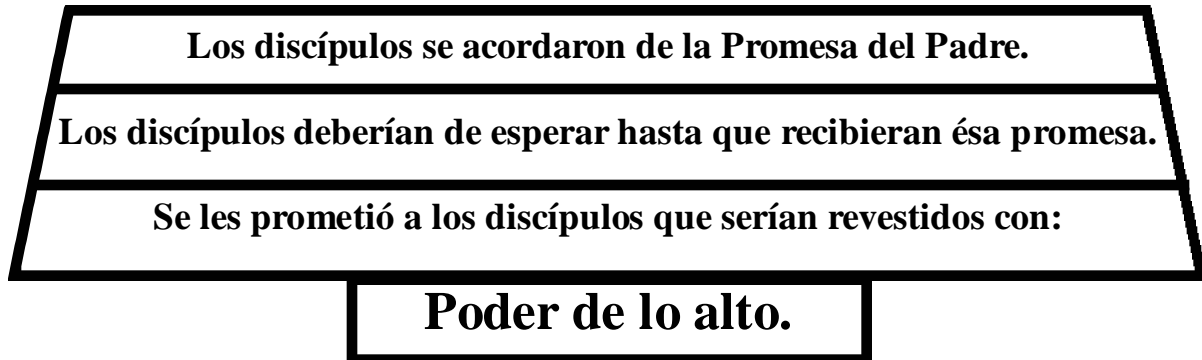 Los discípulos se acordaron de la Promesa del Padre.
Los discípulos deberían de esperar hasta que recibieran ésa promesa.
Se les prometió a los discípulos que serían revestidos con:
Poder de lo alto.